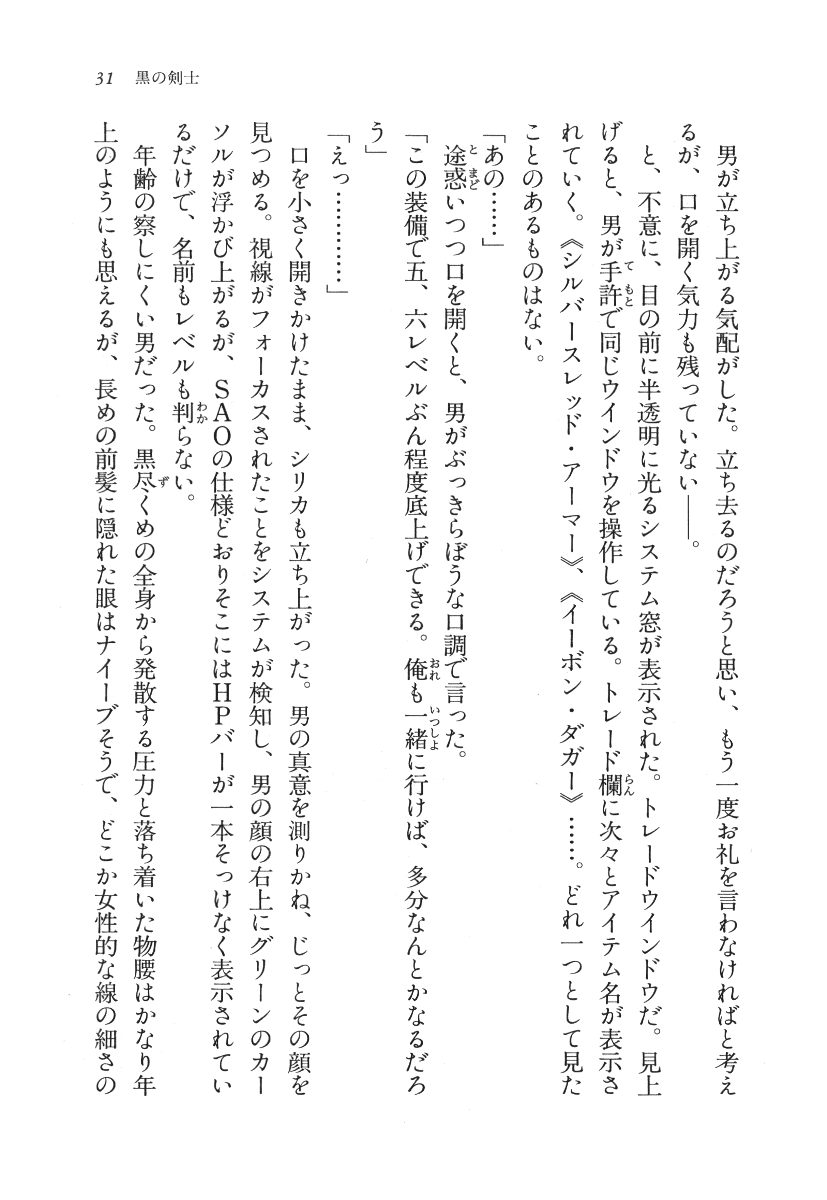 31　黒の剣士
　男が立ち上がる気配がした。立ち去るのだろうと思い、もう一度お礼を言わなければと考え
るが、口を開く気力も残っていない――。
　と、不意に、目の前に半透明に光るシステム窓が表示された。トレードウインドウだ。見上
げると、男が手許で同じウインドウを操作している。トレード欄に次々とアイテム名が表示さ
れていく。《シルバースレッド・アーマー》、《イーボン・ダガー》……。どれ一つとして見た
ことのあるものはない。
「あの……」
　途惑いつつ口を開くと、男がぶっきらぼうな口調で言った。
「この装備で五、六レベルぶん程度底上げできる。俺も一緒に行けば、多分なんとかなるだろ
う」
「えっ…………」
　口を小さく開きかけたまま、シリカも立ち上がった。男の真意を測りかね、じっとその顔を
見つめる。視線がフォーカスされたことをシステムが検知し、男の顔の右上にグリーンのカー
ソルが浮かび上がるが、ＳＡＯの仕様どおりそこにはＨＰバーが一本そっけなく表示されてい
るだけで、名前もレベルも判らない。
　年齢の察しにくい男だった。黒尽くめの全身から発散する圧力と落ち着いた物腰はかなり年
上のようにも思えるが、長めの前髪に隠れた眼はナイーブそうで、どこか女性的な線の細さの